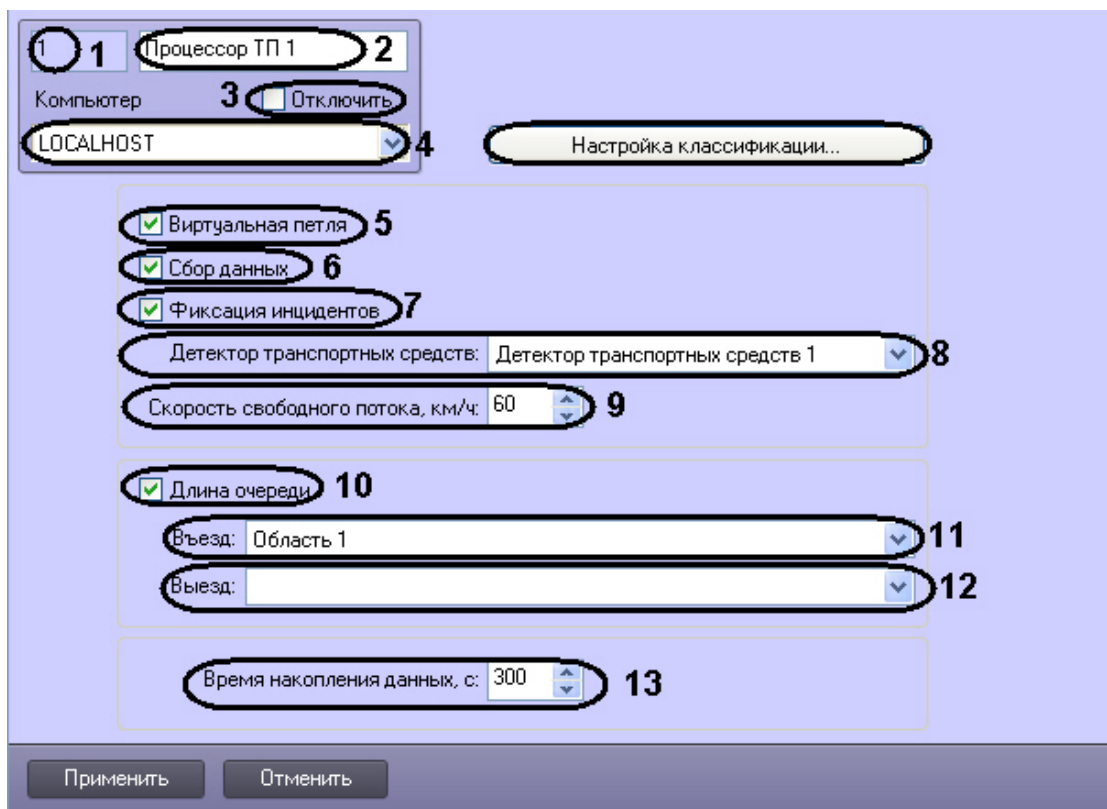 1 1 Процессор ТП 1 2
Компьютер 3 Отключить
LOCALHOST 4 Настройка классификации...
Виртуальная петля 5
Сбор данных 6
Фиксация инцидентов 7
Детектор транспортных средств: Детектор транспортных средств 1 8
Скорость свободного потока, км/ч: 60 9
Длина очереди 10
Въезд: Область 1 11
Выезд: 12
Время накопления данных, с: 300 13
Применить Отменить